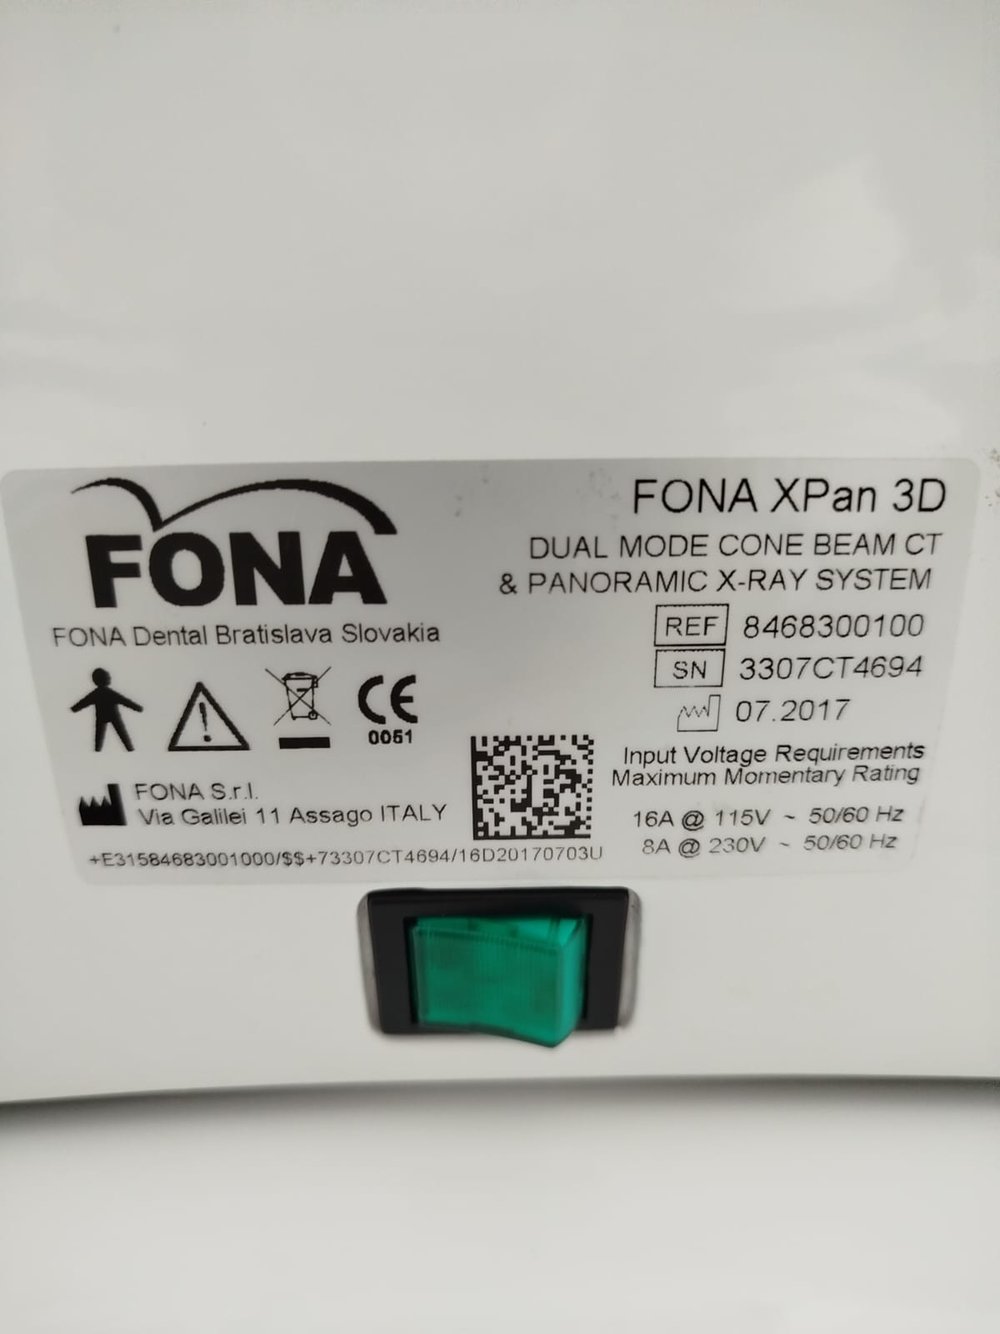 FONA
FONA Dental Bratislava Slovakia
0051
FONA S.r.l.
Via Galilei 11 Assago ITALY
+E31584683001000/$$+73307CT4694/16D20170703U
FONA XPan 3D
DUAL MODE CONE BEAM CT
& PANORAMIC X-RAY SYSTEM
REF 8468300100
SN 3307CT4694
07.2017
Input Voltage Requirements
Maximum Momentary Rating
16A @ 115V ~ 50/60 Hz
8A @ 230V ~ 50/60 Hz